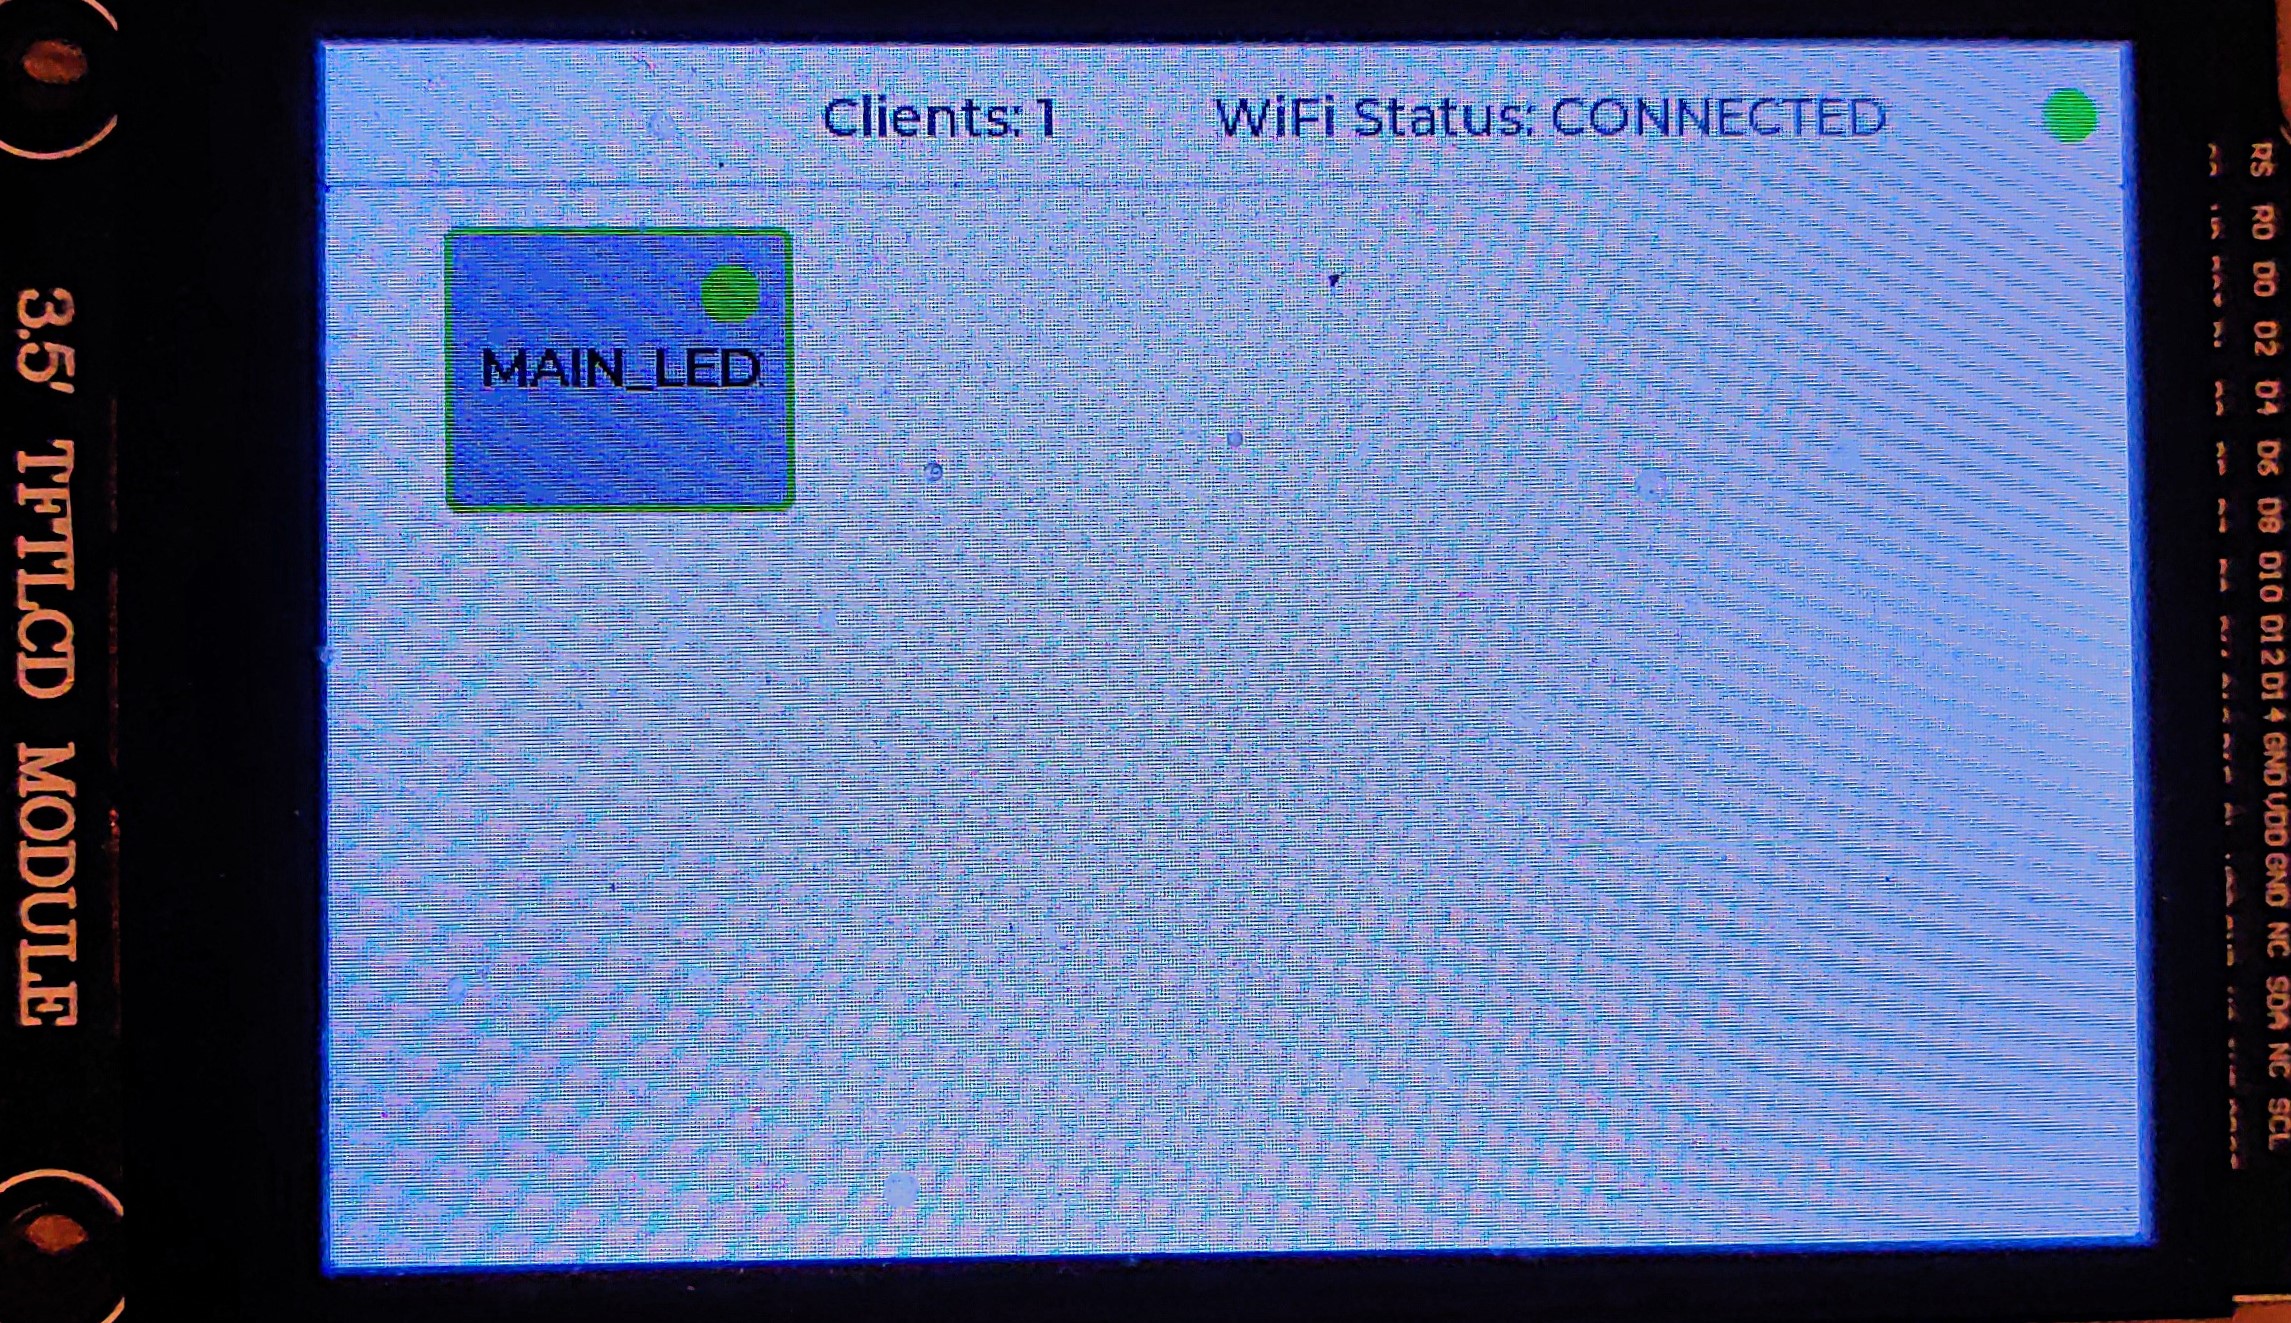 Clients: 1
WiFi Status: CONNECTED
MAIN_LED
3.5' TFTLCD MODULE
RS R0 D0 D2 D4 D6 D8 D10 D12 D14 GND VDD GND NC SDA NC SCL